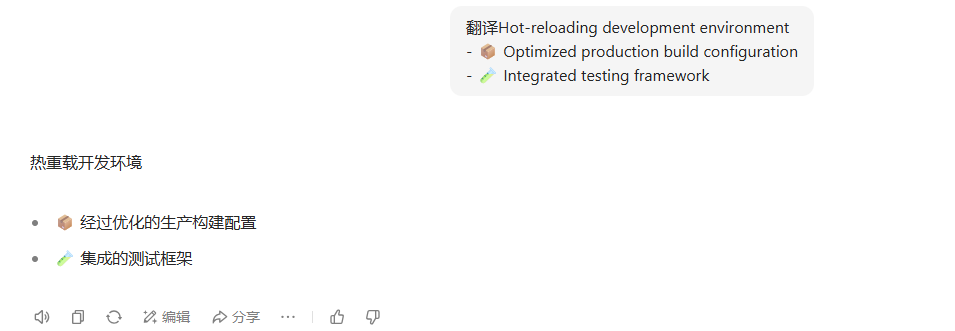 翻译Hot-reloading development environment
- 📦 Optimized production build configuration
- 🧪 Integrated testing framework
热重载开发环境
• 📦 经过优化的生产构建配置
• 🧪 集成的测试框架
编辑 分享